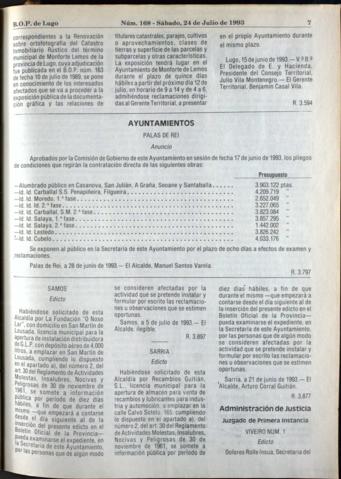 B.O.P. de Lugo
Núm. 168 - Sábado, 24 de Julio de 1993
7
correspondientes a la Renovación
sobre ortofotografía del Catastro
Inmobiliario Rústico del término
municipal de Monforte de Lemos de la
provincia de Lugo, cuya adjudicación
fue publicada en el B.O.P. núm. 163
de fecha 10 de julio de 1989, se pone
en conocimiento de los interesados
afectados que se va a proceder a la
exposición pública de la documenta-
ción gráfica y las relaciones de
titulares catastrales, parajes, cultivos
o aprovechamientos, clases de
tierras y superficie de las parcelas y
subparcelas y otras características.
La exposición tendrá lugar en el
Ayuntamiento de Monforte de Lemos
durante el plazo de quince días
hábiles a partir del próximo día 12 de
julio, en horario de 9 a 14 y de 4 a 6,
admitiéndose reclamaciones dirigi-
das al Gerente Territorial, a presentar
en el propio Ayuntamiento durante
el mismo plazo.
Lugo, 15 de junio de 1993.— V.º B.º
El Delegado de E. y Hacienda,
Presidente del Consejo Territorial,
Julio Vila Montenegro.— El Gerente
Territorial, Benjamín Casal Vila.
R. 3.594
AYUNTAMIENTOS
PALAS DE REI
Anuncio
Aprobados por la Comisión de Gobierno de este Ayuntamiento en sesión de fecha 17 de junio de 1993, los pliegos
de condiciones que regirán la contratación directa de las siguientes obras:
Presupuesto
—Alumbrado público en Casanova, San Julián, A Graña, Seoane y Santaballa . . . . . . 3.903.122 ptas.
—Id. Id. Carballal S.S. Penapiñeira, Filgueira . . . . . . 4.209.719 "
—Id. Id. Moredo, 1.ª fase . . . . . . 2.652.049 "
—Id. Id. Id. 2.ª fase . . . . . . 3.227.065 "
—Id. Id. Carballal, S.M. 2.ª fase . . . . . . 3.823.084 "
—Id. Id. Salaya, 1.ª fase . . . . . . 3.857.295 "
—Id. Id. Salaya, 2.ª fase . . . . . . 1.442.002 "
—Id. Id. Lestedo . . . . . . 3.826.242 "
—Id. Id. Cubelo . . . . . . 4.033.176 "
Se exponen al público en la Secretaría de este Ayuntamiento por el plazo de ocho días a efectos de examen y
reclamaciones.
Palas de Rei, a 28 de junio de 1993.— El Alcalde, Manuel Santos Varela.
R. 3.797
SAMOS
Edicto
Habiéndose solicitado de esta
Alcaldía por La Fundación "O Noso
Lar", con domicilio en San Martín de
Lousada, licencia municipal para la
apertura de instalación distribuidora
de G.L.P. con depósito aéreo de 4.000
litros, a emplazar en San Martín de
Lousada, cumpliendo lo dispuesto
en el apartado a), del número 2, del
art. 30 del Reglamento de Actividades
Molestas, Insalubres, Nocivas y
Peligrosas de 30 de noviembre de
1961, se somete a información
pública por período de diez días
hábiles, a fin de que durante el
mismo —que empezará a contarse
desde el día siguiente al de la
inserción del presente edicto en el
Boletín Oficial de la Provincia—
pueda examinarse el expediente, en
la Secretaría de este Ayuntamiento,
por las personas que de algún modo
se consideren afectadas por la
actividad que se pretende instalar y
formular por escrito las reclamacio-
nes u observaciones que se estimen
oportunas.
Samos, a 5 de julio de 1993.— El
Alcalde, ilegible.
R. 3.897
SARRIA
Edicto
Habiéndose solicitado de esta
Alcaldía por Recambios Guitián,
S.L., licencia municipal para la
apertura de almacén para venta de
recambios y lubricantes para indus-
tria y automoción, a emplazar en la
calle Calvo Sotelo, 165, cumpliendo
lo dispuesto en el apartado a), del
número 2, del art. 30 del Reglamento
de Actividades Molestas, Insalubres,
Nocivas y Peligrosas de 30 de
noviembre de 1961, se somete a
información pública por período de
diez días hábiles, a fin de que
durante el mismo —que empezará a
contarse desde el día siguiente al de
la inserción del presente edicto en el
Boletín Oficial de la Provincia—
pueda examinarse el expediente, en
la Secretaría de este Ayuntamiento,
por las personas que de algún modo
se consideren afectadas por la
actividad que se pretende instalar y
formular por escrito las reclamacio-
nes u observaciones que se estimen
oportunas.
Sarria, a 21 de junio de 1993.— El
Alcalde, Arturo Corral Guitián.
R. 3.877
Administración de Justicia
Juzgado de Primera Instancia
VIVEIRO NUM. 1
Edicto
Dolores Rolle Insua, Secretaria del